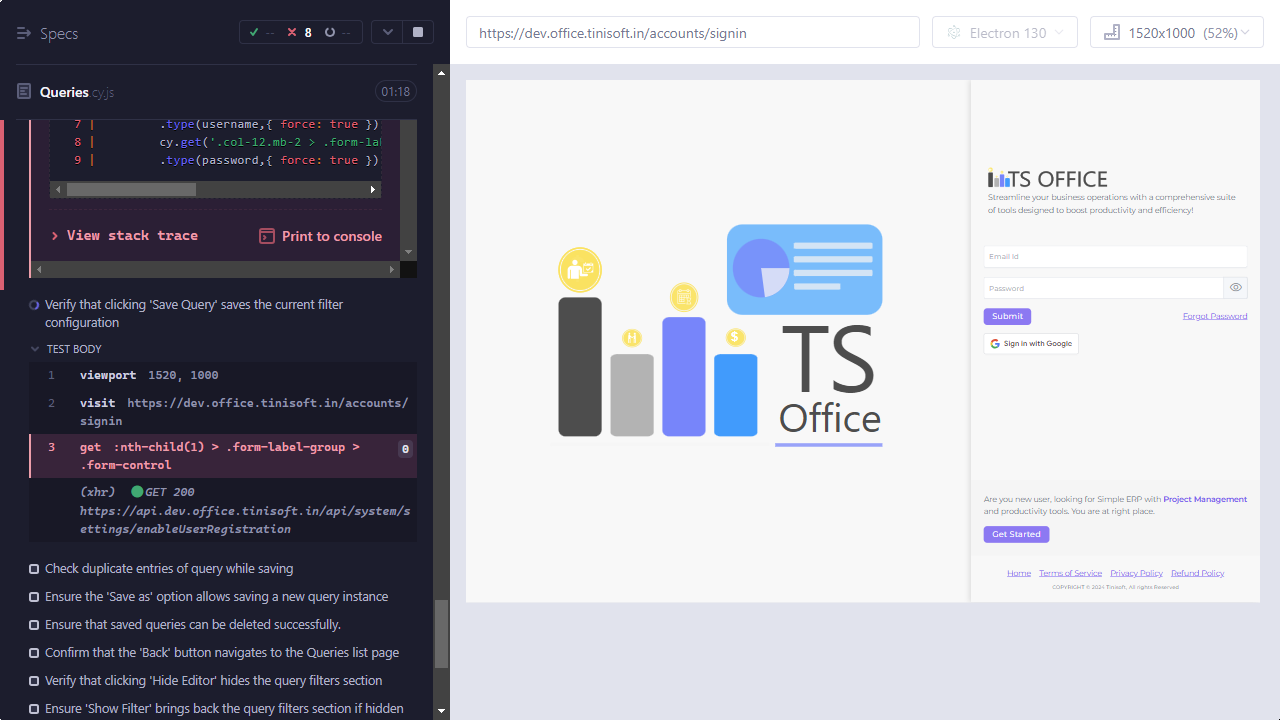 Specs
-- 8 --
Queries.cy.js
01:18
7 | .type(username,{ force: true })
8 | cy.get('.col-12.mb-2 > .form-lab
9 | .type(password,{ force: true })
View stack trace
Print to console
Verify that clicking 'Save Query' saves the current filter
configuration
TEST BODY
1 viewport 1520, 1000
2 visit https://dev.office.tinisoft.in/accounts/
signin
3 get :nth-child(1) > .form-label-group >
.form-control
0
(xhr) GET 200
https://api.dev.office.tinisoft.in/api/system/s
ettings/enableUserRegistration
Check duplicate entries of query while saving
Ensure the 'Save as' option allows saving a new query instance
Ensure that saved queries can be deleted successfully.
Confirm that the 'Back' button navigates to the Queries list page
Verify that clicking 'Hide Editor' hides the query filters section
Ensure 'Show Filter' brings back the query filters section if hidden
https://dev.office.tinisoft.in/accounts/signin
Electron 130
1520x1000 (52%)
H
$
TS
Office
TS OFFICE
Streamline your business operations with a comprehensive suite
of tools designed to boost productivity and efficiency!
Email Id
Password
Submit
Forgot Password
Sign in with Google
Are you new user, looking for Simple ERP with Project Management
and productivity tools. You are at right place.
Get Started
Home Terms of Service Privacy Policy Refund Policy
COPYRIGHT © 2024 Tinisoft, All rights Reserved